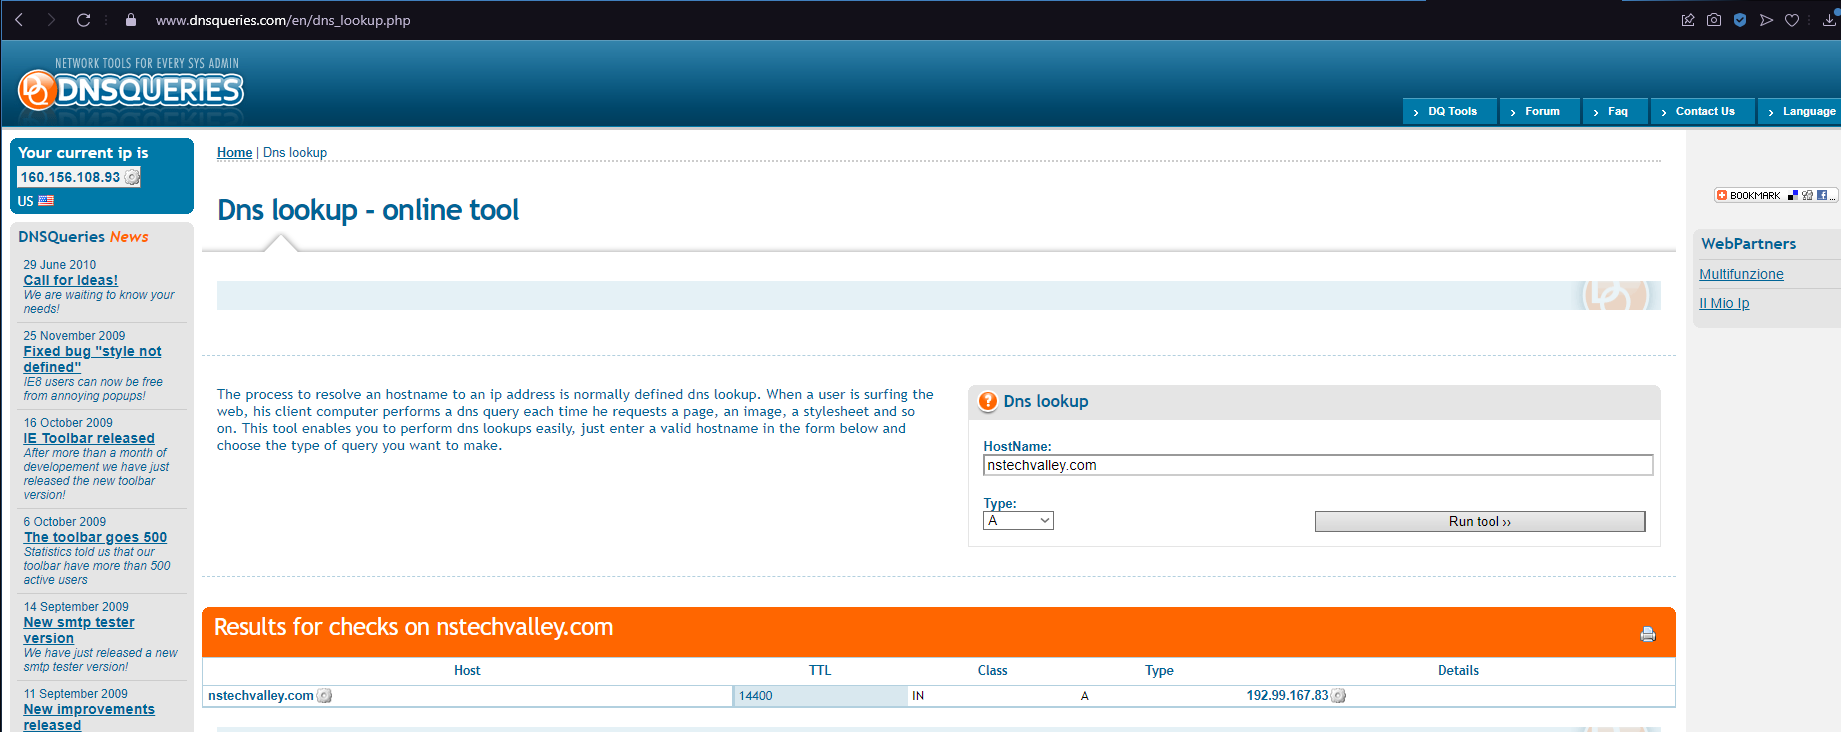 www.dnsqueries.com/en/dns_lookup.php
NETWORK TOOLS FOR EVERY SYS ADMIN
DNSQUERIES
DQ Tools
Forum
Faq
Contact Us
Language
Your current ip is
160.156.108.93
US
DNSQueries News
29 June 2010
Call for Ideas!
We are waiting to know your
needs!
25 November 2009
Fixed bug "style not
defined"
IE8 users can now be free
from annoying popups!
16 October 2009
IE Toolbar released
After more than a month of
developement we have just
released the new toolbar
version!
6 October 2009
The toolbar goes 500
Statistics told us that our
toolbar have more than 500
active users
14 September 2009
New smtp tester
version
We have just released a new
smtp tester version!
11 September 2009
New improvements
released
Home | Dns lookup
Dns lookup - online tool
The process to resolve an hostname to an ip address is normally defined dns lookup. When a user is surfing the
web, his client computer performs a dns query each time he requests a page, an image, a stylesheet and so
on. This tool enables you to perform dns lookups easily, just enter a valid hostname in the form below and
choose the type of query you want to make.
Dns lookup
HostName:
nstechvalley.com
Type:
A
Run tool ››
Results for checks on nstechvalley.com
Host TTL Class Type Details
nstechvalley.com 14400 IN A 192.99.167.83
BOOKMARK
WebPartners
Multifunzione
Il Mio Ip